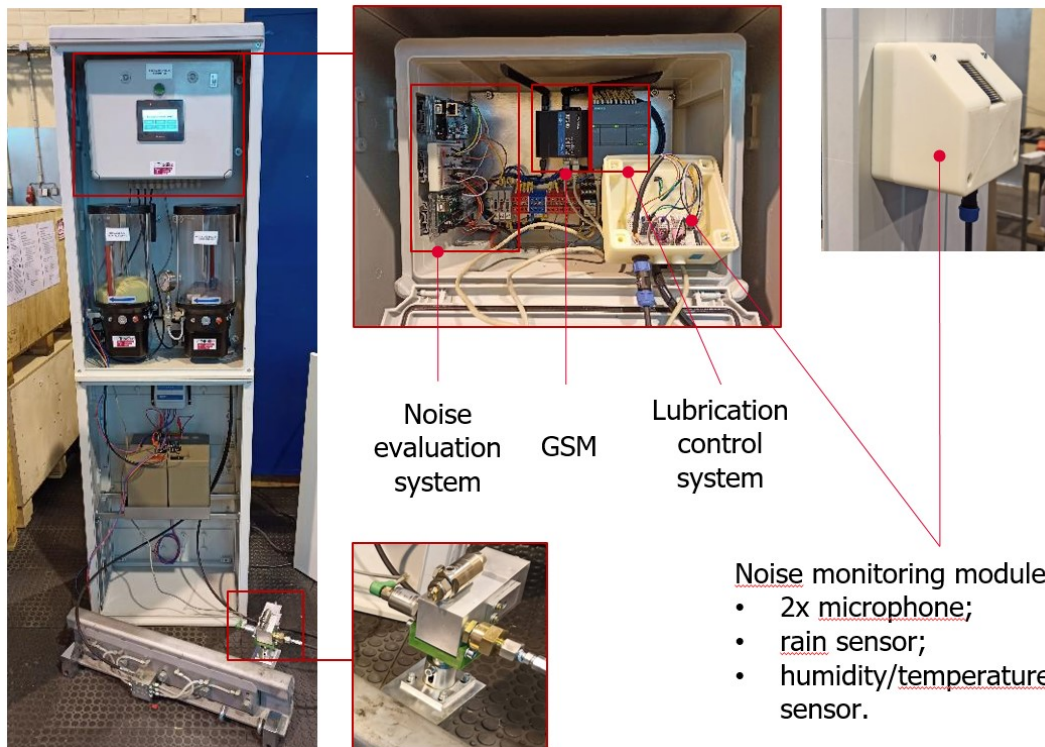 Noise
evaluation
system
GSM
Lubrication
control
system
Noise monitoring module
• 2x microphone;
• rain sensor;
• humidity/temperature
sensor.